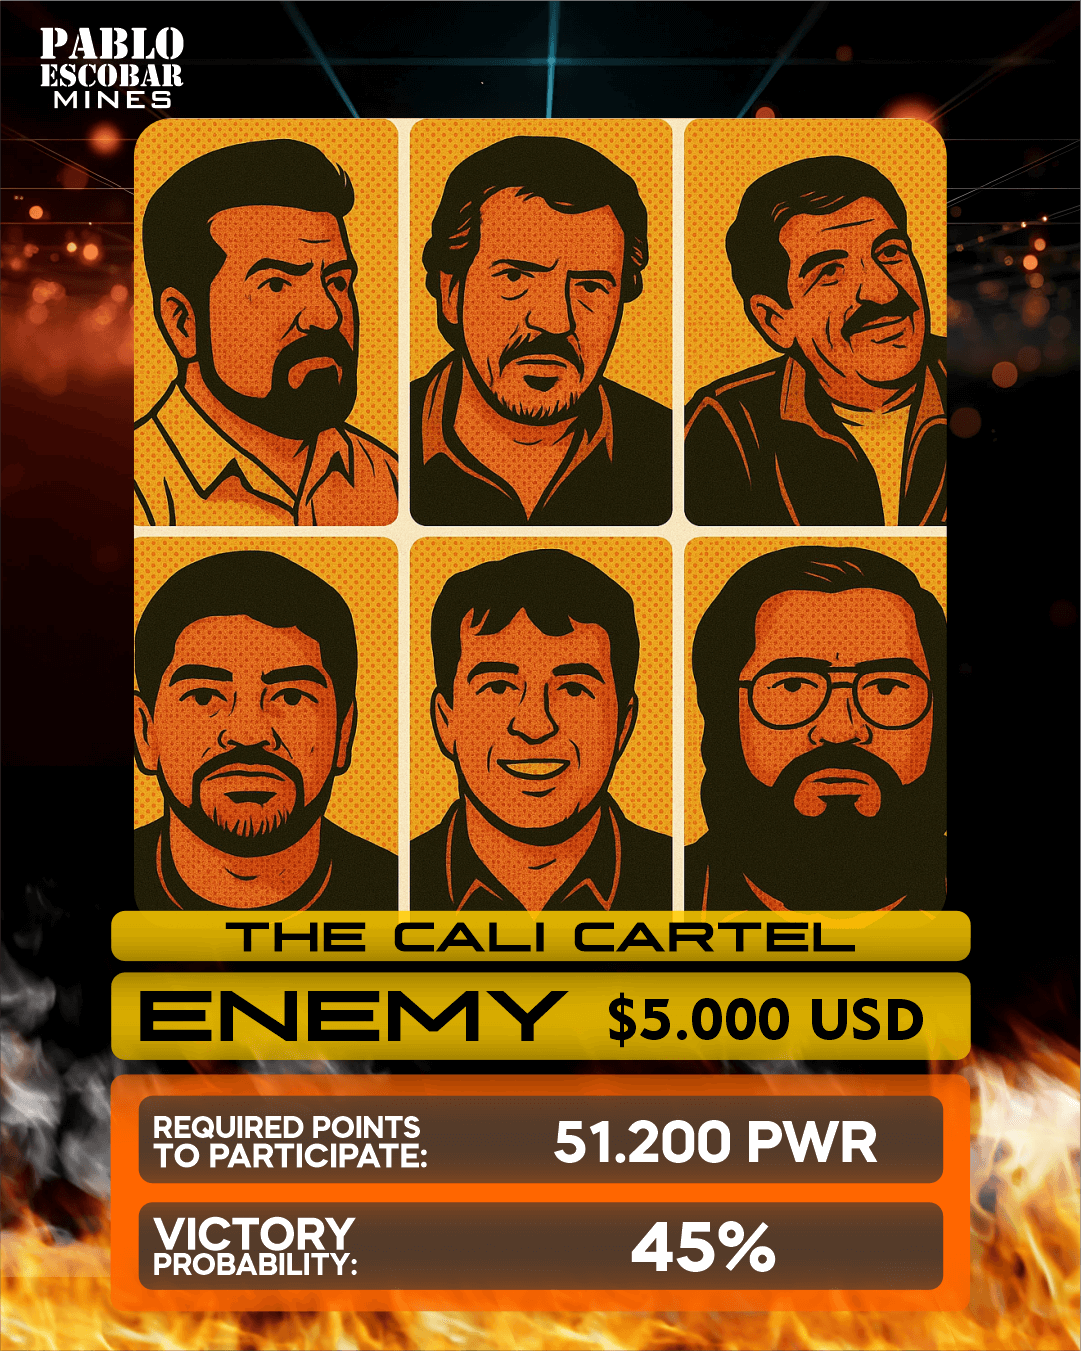 PABLO
ESCOBAR
MINES
THE CALI CARTEL
ENEMY $5.000 USD
REQUIRED POINTS
TO PARTICIPATE:
51.200 PWR
VICTORY
PROBABILITY:
45%